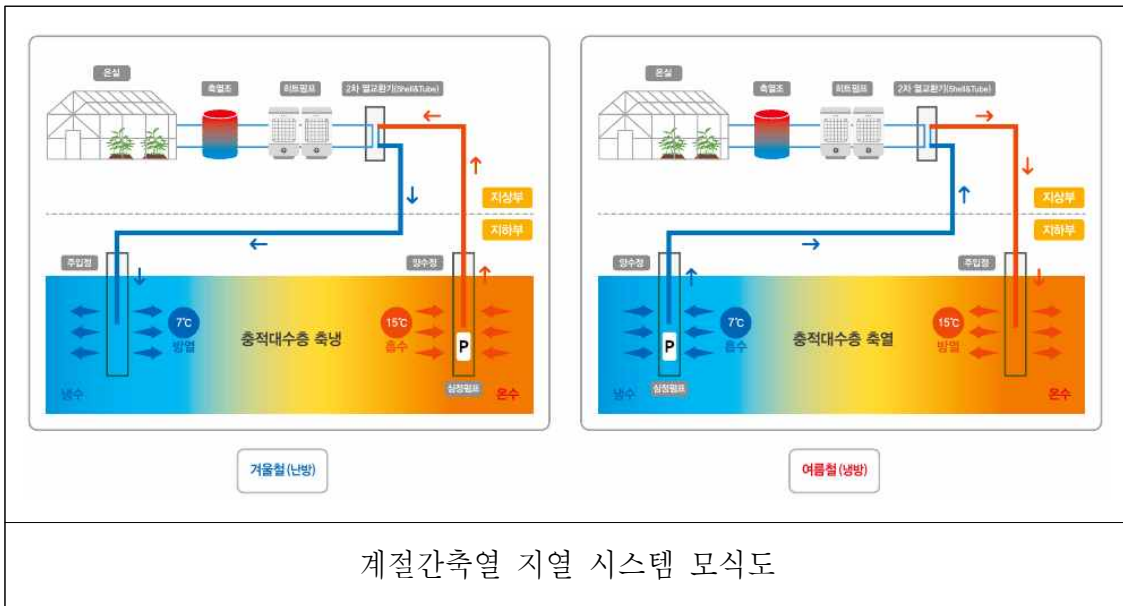 온실
축열조
히트펌프
2차 열교환기(Shell&Tube)
지상부
지하부
주입정
양수정
7℃
방열
충적대수층 축냉
15℃
흡수
P
심정펌프
냉수
온수
겨울철(난방)
온실
축열조
히트펌프
2차 열교환기(Shell&Tube)
지상부
지하부
양수정
주입정
7℃
흡수
충적대수층 축열
15℃
방열
P
심정펌프
냉수
온수
여름철(냉방)
계절간축열 지열 시스템 모식도